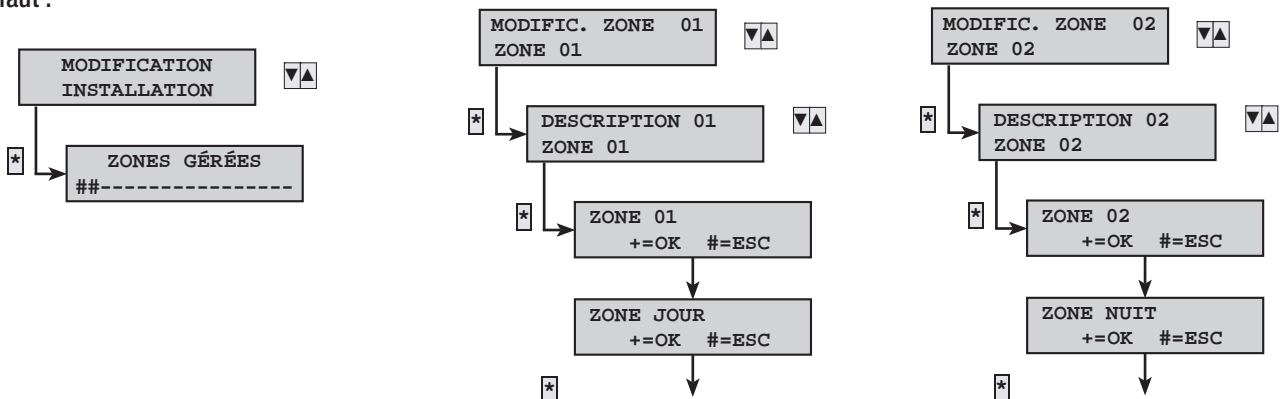 faut :
MODIFICATION
INSTALLATION
▼▲
*
ZONES GÉRÉES
##----------------
MODIFIC. ZONE 01
ZONE 01
▼▲
*
DESCRIPTION 01
ZONE 01
▼▲
*
ZONE 01
+=OK #=ESC
ZONE JOUR
+=OK #=ESC
*
MODIFIC. ZONE 02
ZONE 02
▼▲
*
DESCRIPTION 02
ZONE 02
▼▲
*
ZONE 02
+=OK #=ESC
ZONE NUIT
+=OK #=ESC
*